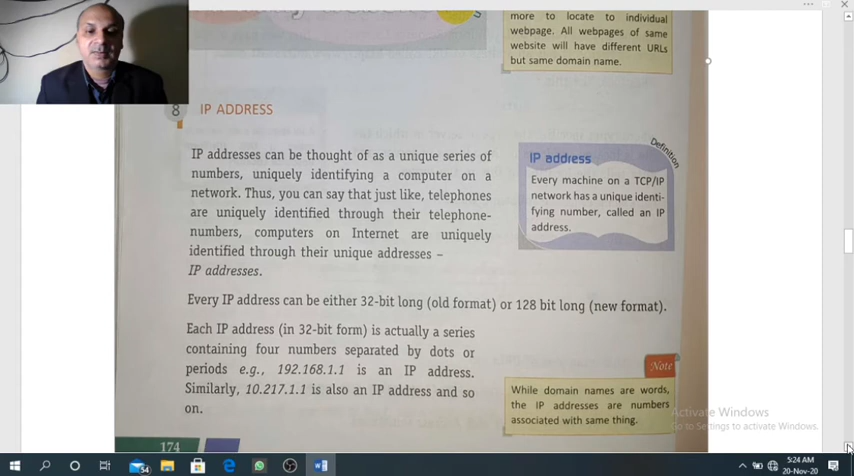 more to locate to individual
webpage. All webpages of same
website will have different URLs
but same domain name.
8 IP ADDRESS
IP addresses can be thought of as a unique series of
numbers, uniquely identifying a computer on a
network. Thus, you can say that just like, telephones
are uniquely identified through their telephone-
numbers, computers on Internet are uniquely
identified through their unique addresses –
IP addresses.
Definition
IP address
Every machine on a TCP/IP
network has a unique identi-
fying number, called an IP
address.
Every IP address can be either 32-bit long (old format) or 128 bit long (new format).
Each IP address (in 32-bit form) is actually a series
containing four numbers separated by dots or
periods e.g., 192.168.1.1 is an IP address.
Similarly, 10.217.1.1 is also an IP address and so
on.
Note
While domain names are words,
the IP addresses are numbers
associated with same thing.
174
Activate Windows
Go to Settings to activate Windows.
54
5:24 AM
20-Nov-20